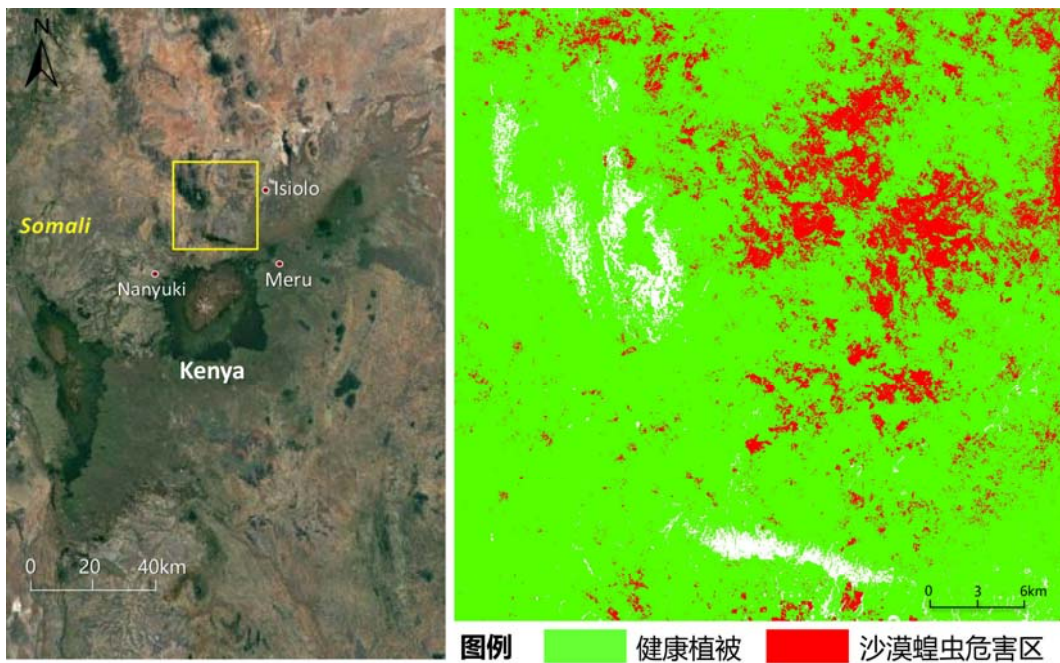 N
Isiolo
Somali
Meru
Nanyuki
Kenya
0 20 40km
0 3 6km
图例 健康植被 沙漠蝗虫危害区